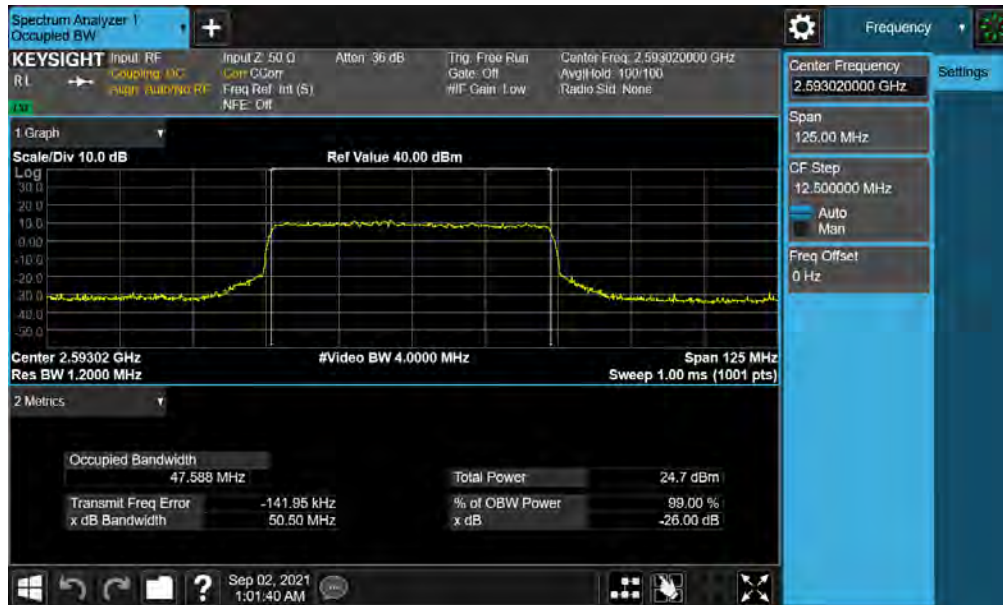 Spectrum Analyzer 1
Occupied BW
Frequency
KEYSIGHT Input: RF
R L
Coupling: DC
Align: Auto/No RF
Input Z: 50 Ω
Corr CCorr
Freq Ref: Int (S)
NFE: Off
Atten: 36 dB
Trig: Free Run
Gate: Off
#IF Gain: Low
Center Freq: 2.593020000 GHz
Avg|Hold: 100/100
Radio Std: None
Center Frequency
2.593020000 GHz
Settings
Span
125.00 MHz
CF Step
12.500000 MHz
Auto
Man
Freq Offset
0 Hz
1 Graph
Scale/Div 10.0 dB
Ref Value 40.00 dBm
Log
30.0
20.0
10.0
0.00
-10.0
-20.0
-30.0
-40.0
-50.0
Center 2.59302 GHz
#Video BW 4.0000 MHz
Span 125 MHz
Res BW 1.2000 MHz
Sweep 1.00 ms (1001 pts)
2 Metrics
Occupied Bandwidth
47.588 MHz
Total Power 24.7 dBm
Transmit Freq Error -141.95 kHz
% of OBW Power 99.00 %
x dB Bandwidth 50.50 MHz
x dB -26.00 dB
?
Sep 02, 2021
1:01:40 AM